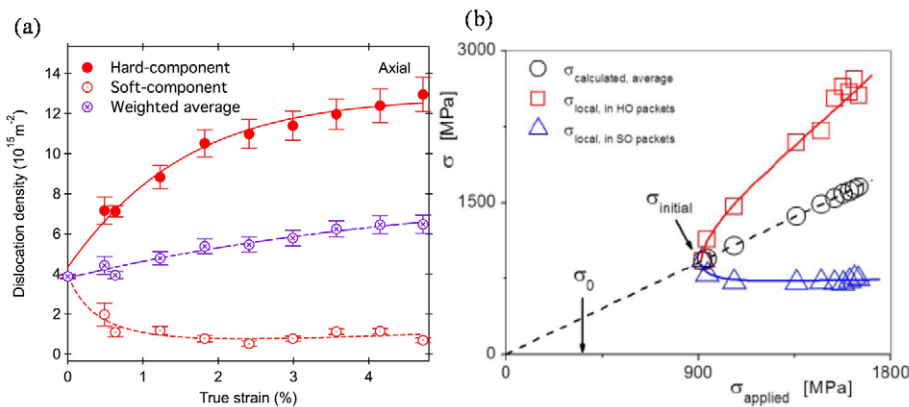 (a)
Hard-component
Soft-component
Weighted average
Axial
Dislocation density (10¹⁵ m⁻²)
14
12
10
8
6
4
2
0
0
1
2
3
4
True strain (%)
(b)
σ [MPa]
3000
1500
0
σcalculated, average
σlocal, in HO packets
σlocal, in SO packets
σinitial
σ₀
0
900
1800
σapplied [MPa]